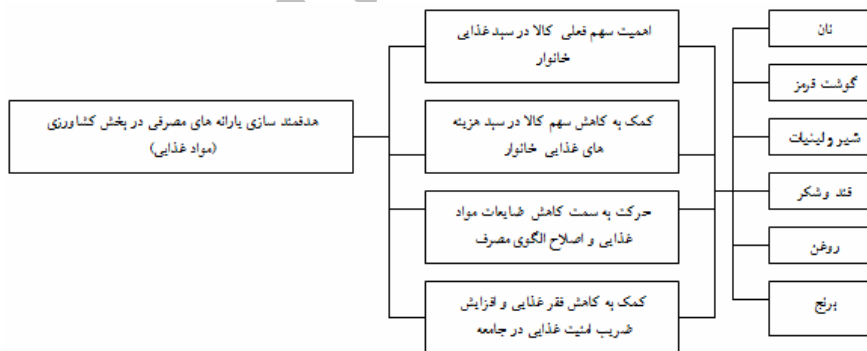 نان
گوشت قرمز
شیر ولبنیات
قند وشکر
روغن
برنج
اهمیت سهم فعلی کالا در سبد غذایی
خانوار
کمک به کاهش سهم کالا در سبد هزینه
های غذایی خانوار
حرکت به سمت کاهش ضایعات مواد
غذایی و اصلاح الگوی مصرف
کمک به کاهش فقر غذایی و افزایش
ضریب امنیت غذایی در جامعه
هدفمند سازی یارانه های مصرفی در بخش کشاورزی
(مواد غذایی)